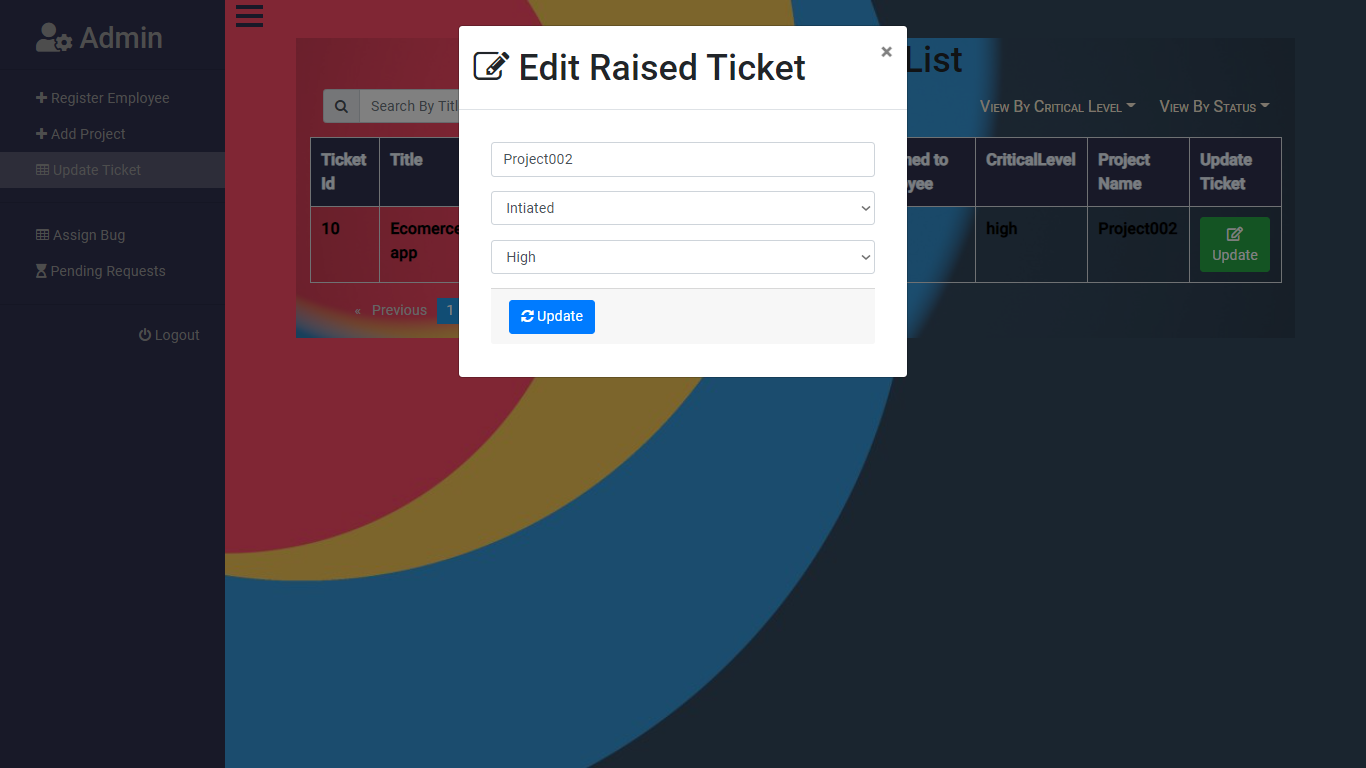 Admin
Register Employee
Add Project
Update Ticket
Assign Bug
Pending Requests
Logout
Edit Raised Ticket
×
Project002
Intiated
High
Update
List
Search By Titl
View By Critical Level
View By Status
Ticket Id
Title
ned to
yee
CriticalLevel
Project Name
Update Ticket
10
Ecomerce app
high
Project002
Update
« Previous 1